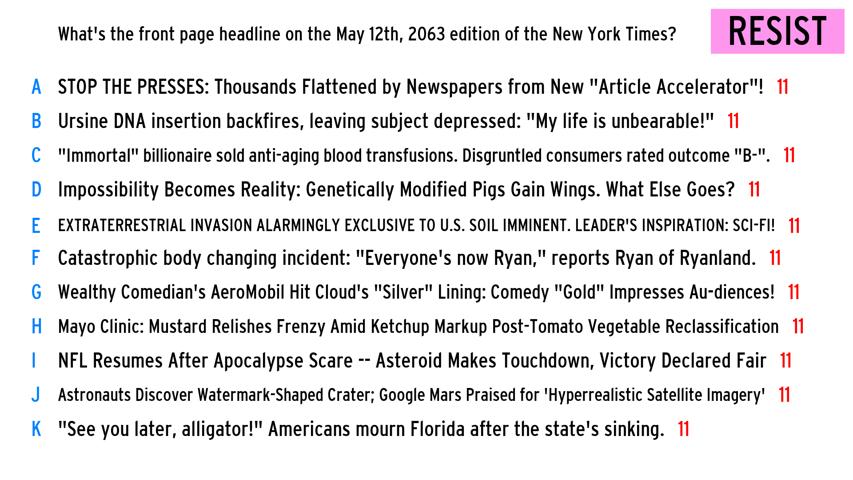 What's the front page headline on the May 12th, 2063 edition of the New York Times?
RESIST
A STOP THE PRESSES: Thousands Flattened by Newspapers from New "Article Accelerator"! 11
B Ursine DNA insertion backfires, leaving subject depressed: "My life is unbearable!" 11
C "Immortal" billionaire sold anti-aging blood transfusions. Disgruntled consumers rated outcome "B-". 11
D Impossibility Becomes Reality: Genetically Modified Pigs Gain Wings. What Else Goes? 11
E EXTRATERRESTRIAL INVASION ALARMINGLY EXCLUSIVE TO U.S. SOIL IMMINENT. LEADER'S INSPIRATION: SCI-FI! 11
F Catastrophic body changing incident: "Everyone's now Ryan," reports Ryan of Ryanland. 11
G Wealthy Comedian's AeroMobil Hit Cloud's "Silver" Lining: Comedy "Gold" Impresses Au-diences! 11
H Mayo Clinic: Mustard Relishes Frenzy Amid Ketchup Markup Post-Tomato Vegetable Reclassification 11
I NFL Resumes After Apocalypse Scare -- Asteroid Makes Touchdown, Victory Declared Fair 11
J Astronauts Discover Watermark-Shaped Crater; Google Mars Praised for 'Hyperrealistic Satellite Imagery' 11
K "See you later, alligator!" Americans mourn Florida after the state's sinking. 11